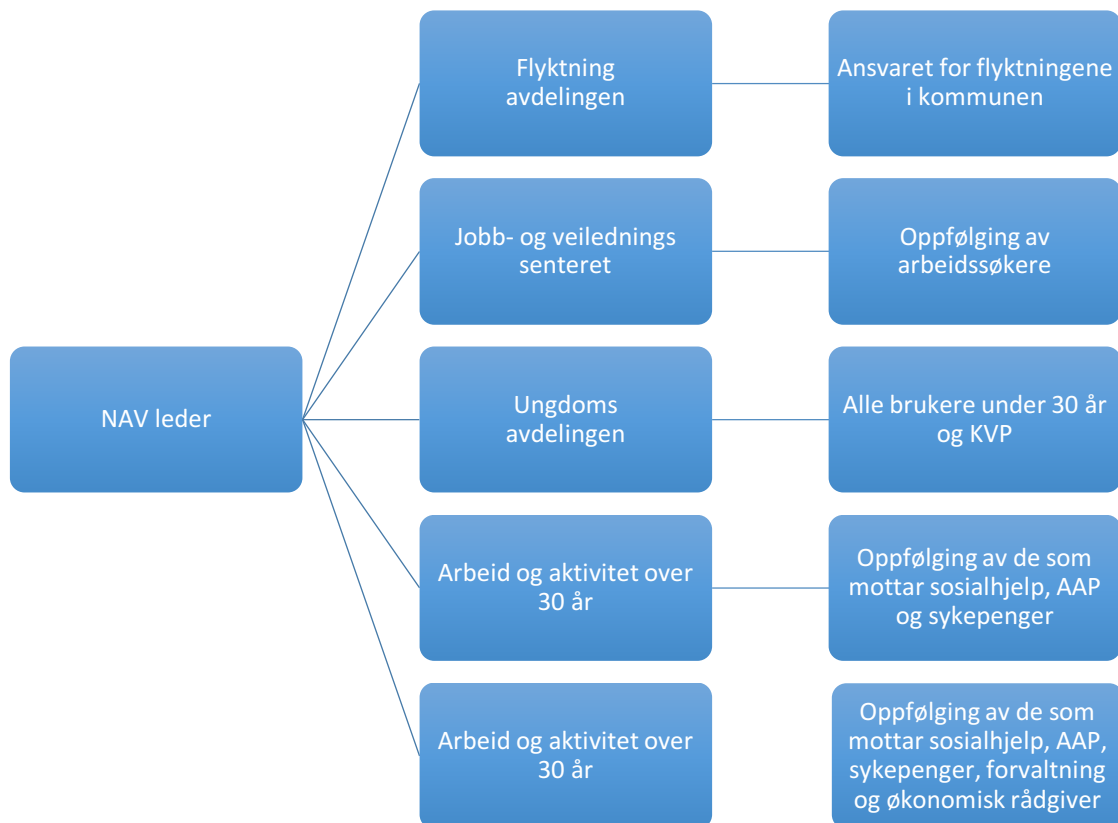 Flyktning
avdelingen
Ansvaret for flyktningene
i kommunen
Jobb- og veilednings
senteret
Oppfølging av
arbeidssøkere
NAV leder
Ungdoms
avdelingen
Alle brukere under 30 år
og KVP
Arbeid og aktivitet over
30 år
Oppfølging av de som
mottar sosialhjelp, AAP
og sykepenger
Arbeid og aktivitet over
30 år
Oppfølging av de som
mottar sosialhjelp, AAP,
sykepenger, forvaltning
og økonomisk rådgiver